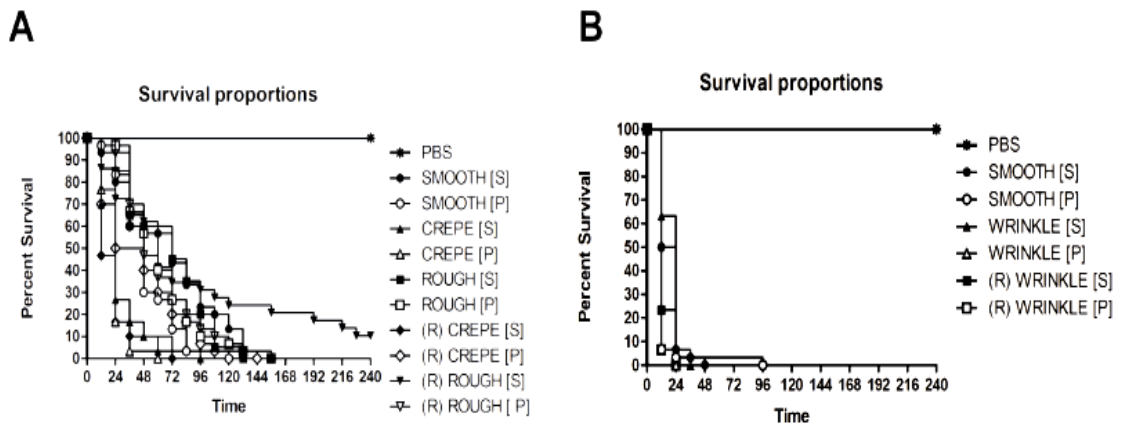 A
Survival proportions
Percent Survival
100
90
80
70
60
50
40
30
20
10
0
0 24 48 72 96 120 144 168 192 216 240
Time
PBS
SMOOTH [S]
SMOOTH [P]
CREPE [S]
CREPE [P]
ROUGH [S]
ROUGH [P]
(R) CREPE [S]
(R) CREPE [P]
(R) ROUGH [S]
(R) ROUGH [ P]
B
Survival proportions
Percent Survival
100
90
80
70
60
50
40
30
20
10
0
0 24 48 72 96 120 144 168 192 216 240
Time
PBS
SMOOTH [S]
SMOOTH [P]
WRINKLE [S]
WRINKLE [P]
(R) WRINKLE [S]
(R) WRINKLE [P]